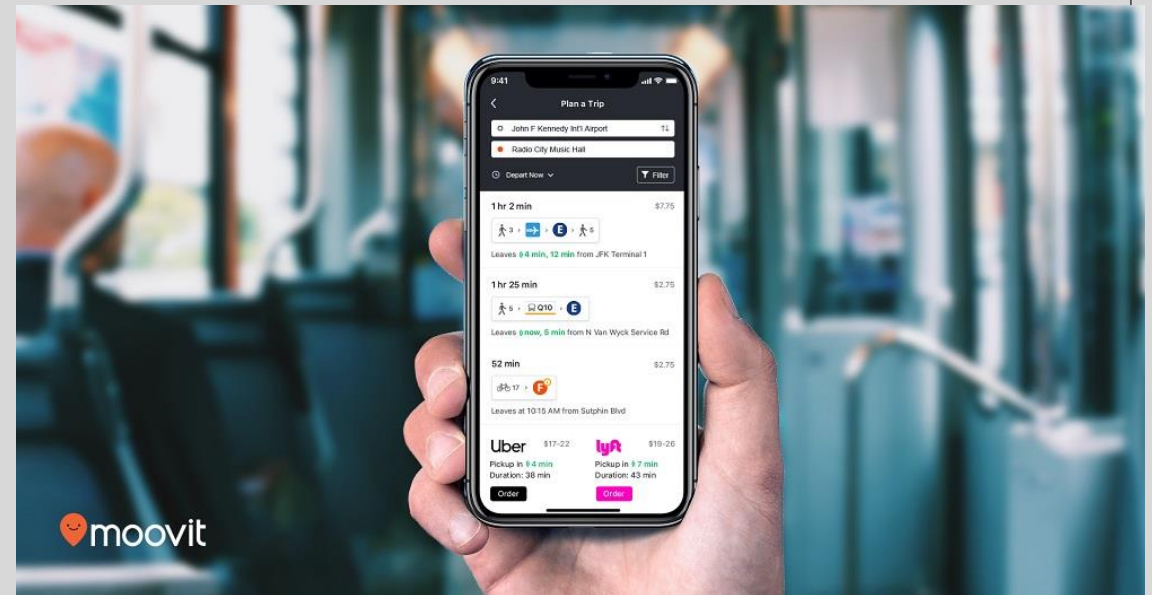 9:41
Plan a Trip
John F Kennedy Int'l Airport
Radio City Music Hall
Depart Now
Filter
1 hr 2 min $7.75
3 E 5
Leaves 4 min, 12 min from JFK Terminal 1
1 hr 25 min $2.75
5 Q10 E
Leaves now, 5 min from N Van Wyck Service Rd
52 min $2.75
17 F
Leaves at 10:15 AM from Sutphin Blvd
Uber $17-22
Pickup in 4 min
Duration: 38 min
Order
lyft $19-26
Pickup in 7 min
Duration: 43 min
Order
moovit